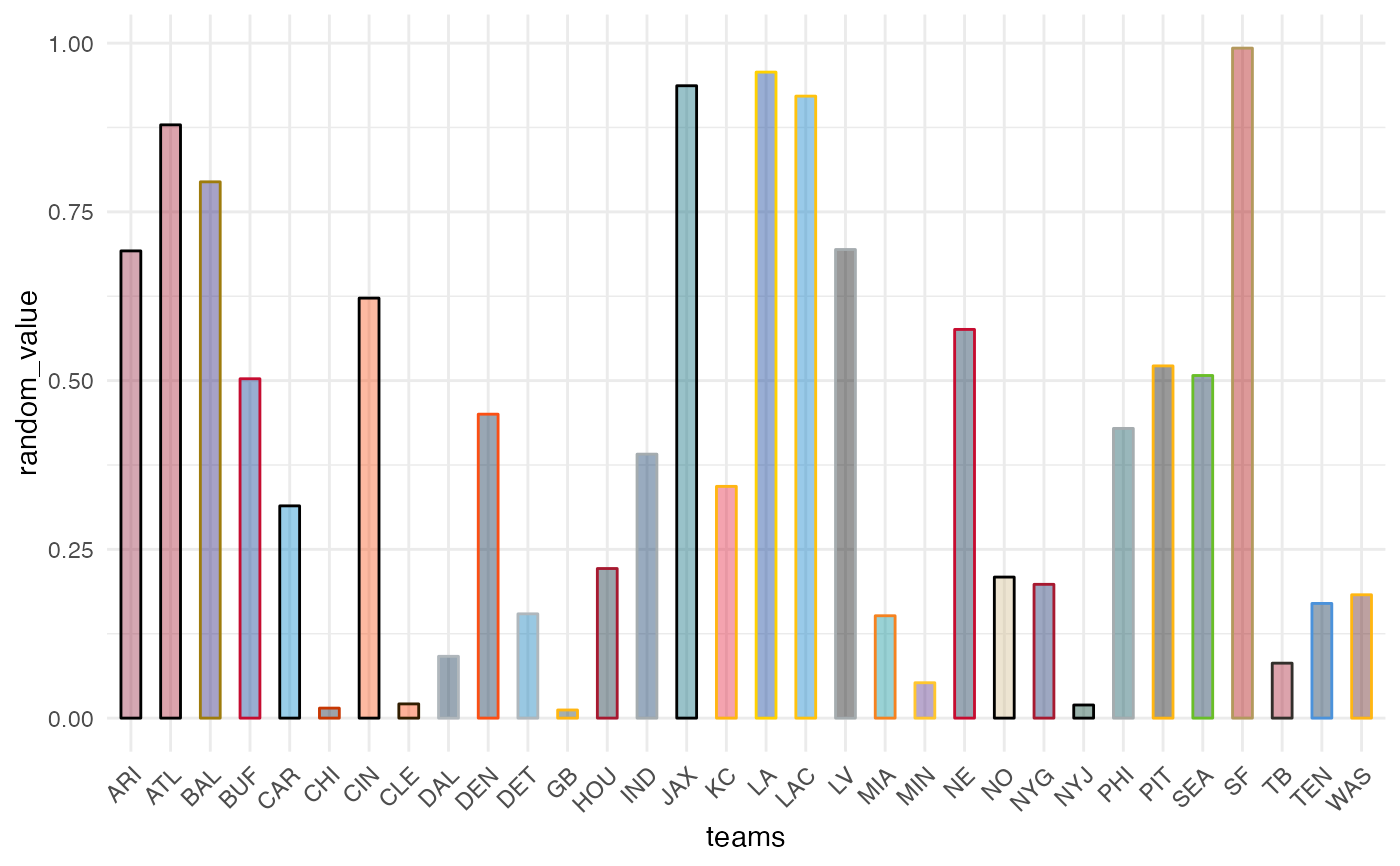 random_value
1.00
0.75
0.50
0.25
0.00
ARI ATL BAL BUF CAR CHI CIN CLE DAL DEN DET GB HOU IND JAX KC LA LAC LV MIA MIN NE NO NYG NYJ PHI PIT SEA SF TB TEN WAS
teams